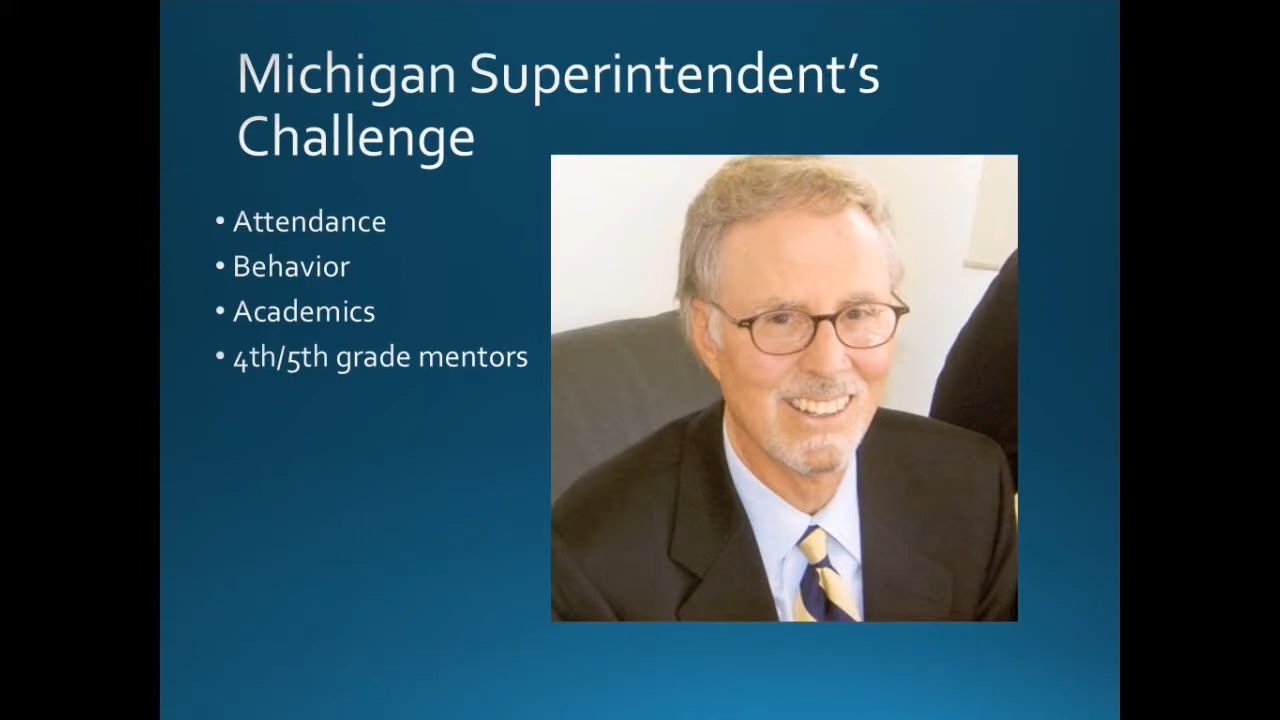 Michigan Superintendent’s
Challenge
• Attendance
• Behavior
• Academics
• 4th/5th grade mentors